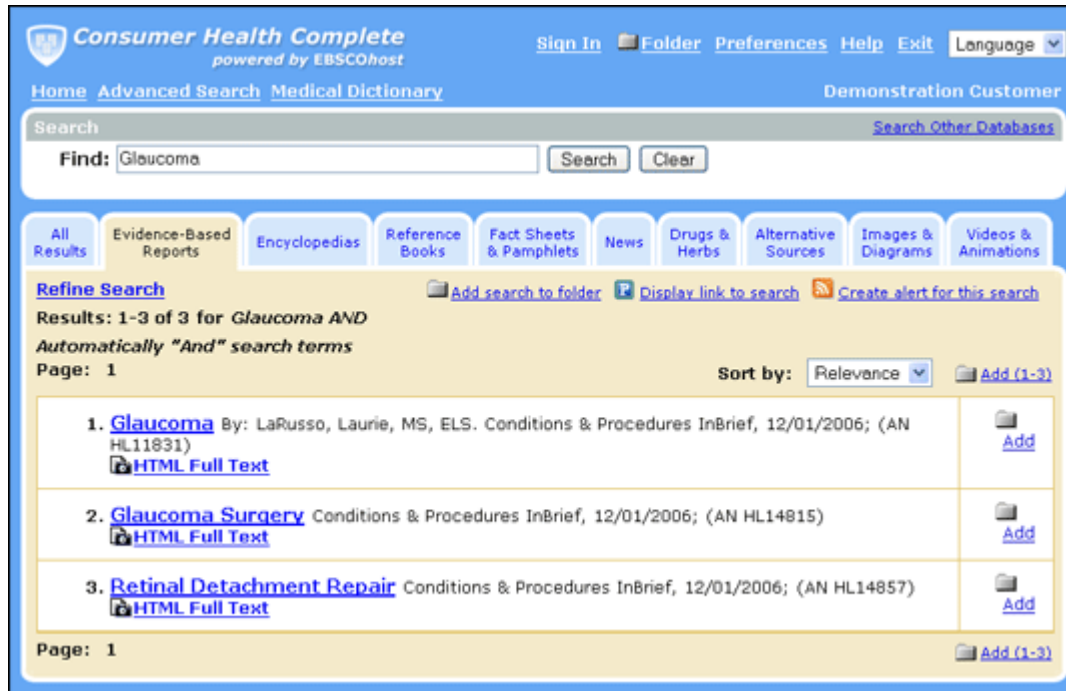 Consumer Health Complete
powered by EBSCOhost
Sign In Folder Preferences Help Exit Language
Home Advanced Search Medical Dictionary
Demonstration Customer
Search
Search Other Databases
Find: Glaucoma Search Clear
All Results
Evidence-Based Reports
Encyclopedias
Reference Books
Fact Sheets & Pamphlets
News
Drugs & Herbs
Alternative Sources
Images & Diagrams
Videos & Animations
Refine Search
Add search to folder Display link to search Create alert for this search
Results: 1-3 of 3 for Glaucoma AND
Automatically "And" search terms
Page: 1
Sort by: Relevance Add (1-3)
1. Glaucoma By: LaRusso, Laurie, MS, ELS. Conditions & Procedures InBrief, 12/01/2006; (AN
HL11831)
HTML Full Text
Add
2. Glaucoma Surgery Conditions & Procedures InBrief, 12/01/2006; (AN HL14815)
HTML Full Text
Add
3. Retinal Detachment Repair Conditions & Procedures InBrief, 12/01/2006; (AN HL14857)
HTML Full Text
Add
Page: 1
Add (1-3)